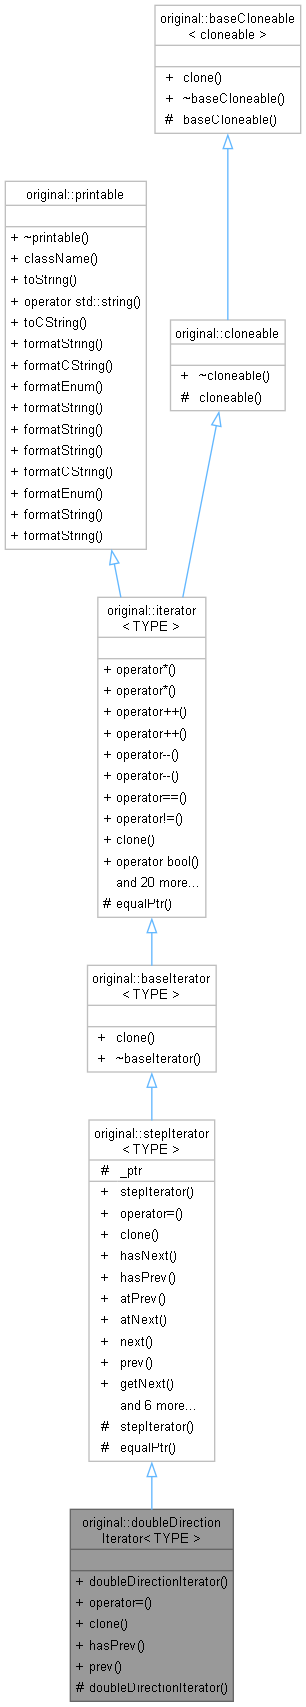 original::baseCloneable
< cloneable >
+ clone()
+ ~baseCloneable()
# baseCloneable()
original::printable
+ ~printable()
+ className()
+ toString()
+ operator std::string()
+ toCString()
+ formatString()
+ formatCString()
+ formatEnum()
+ formatString()
+ formatString()
+ formatString()
+ formatCString()
+ formatEnum()
+ formatString()
+ formatString()
original::cloneable
+ ~cloneable()
# cloneable()
original::iterator
< TYPE >
+ operator*()
+ operator*()
+ operator++()
+ operator++()
+ operator--()
+ operator--()
+ operator==()
+ operator!=()
+ clone()
+ operator bool()
and 20 more...
# equalPtr()
original::baseIterator
< TYPE >
+ clone()
+ ~baseIterator()
original::stepIterator
< TYPE >
# _ptr
+ stepIterator()
+ operator=()
+ clone()
+ hasNext()
+ hasPrev()
+ atPrev()
+ atNext()
+ next()
+ prev()
+ getNext()
and 6 more...
# stepIterator()
# equalPtr()
original::doubleDirection
Iterator< TYPE >
+ doubleDirectionIterator()
+ operator=()
+ clone()
+ hasPrev()
+ prev()
# doubleDirectionIterator()